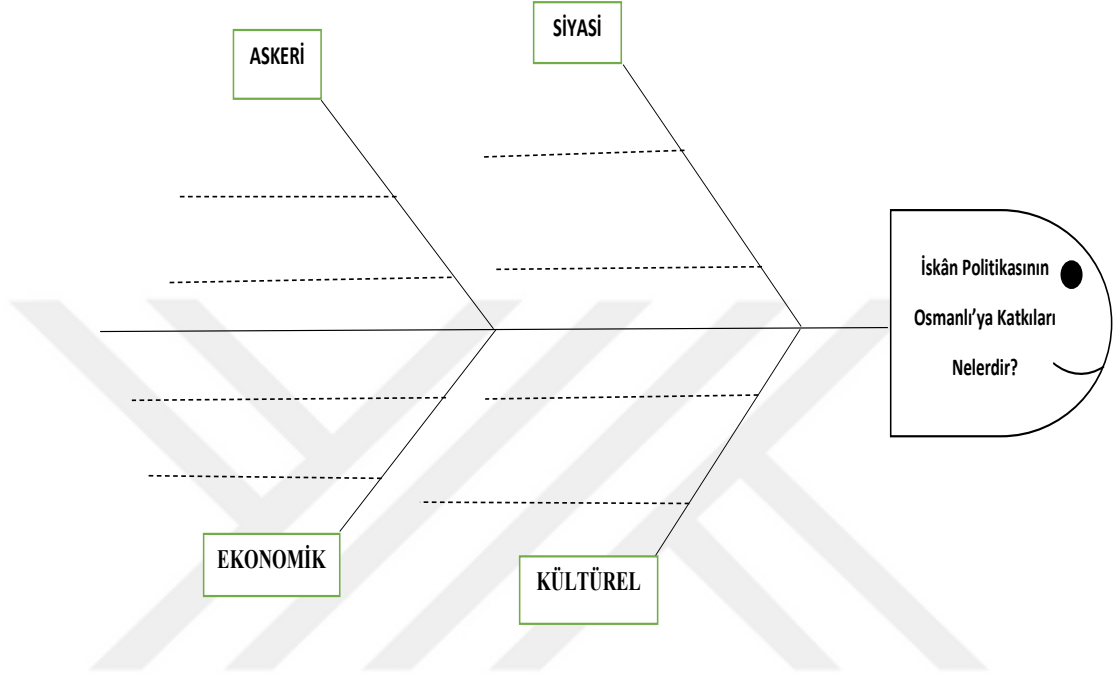 ASKERİ
SİYASİ
İskân Politikasının
Osmanlı’ya Katkıları
Nelerdir?
EKONOMİK
KÜLTÜREL